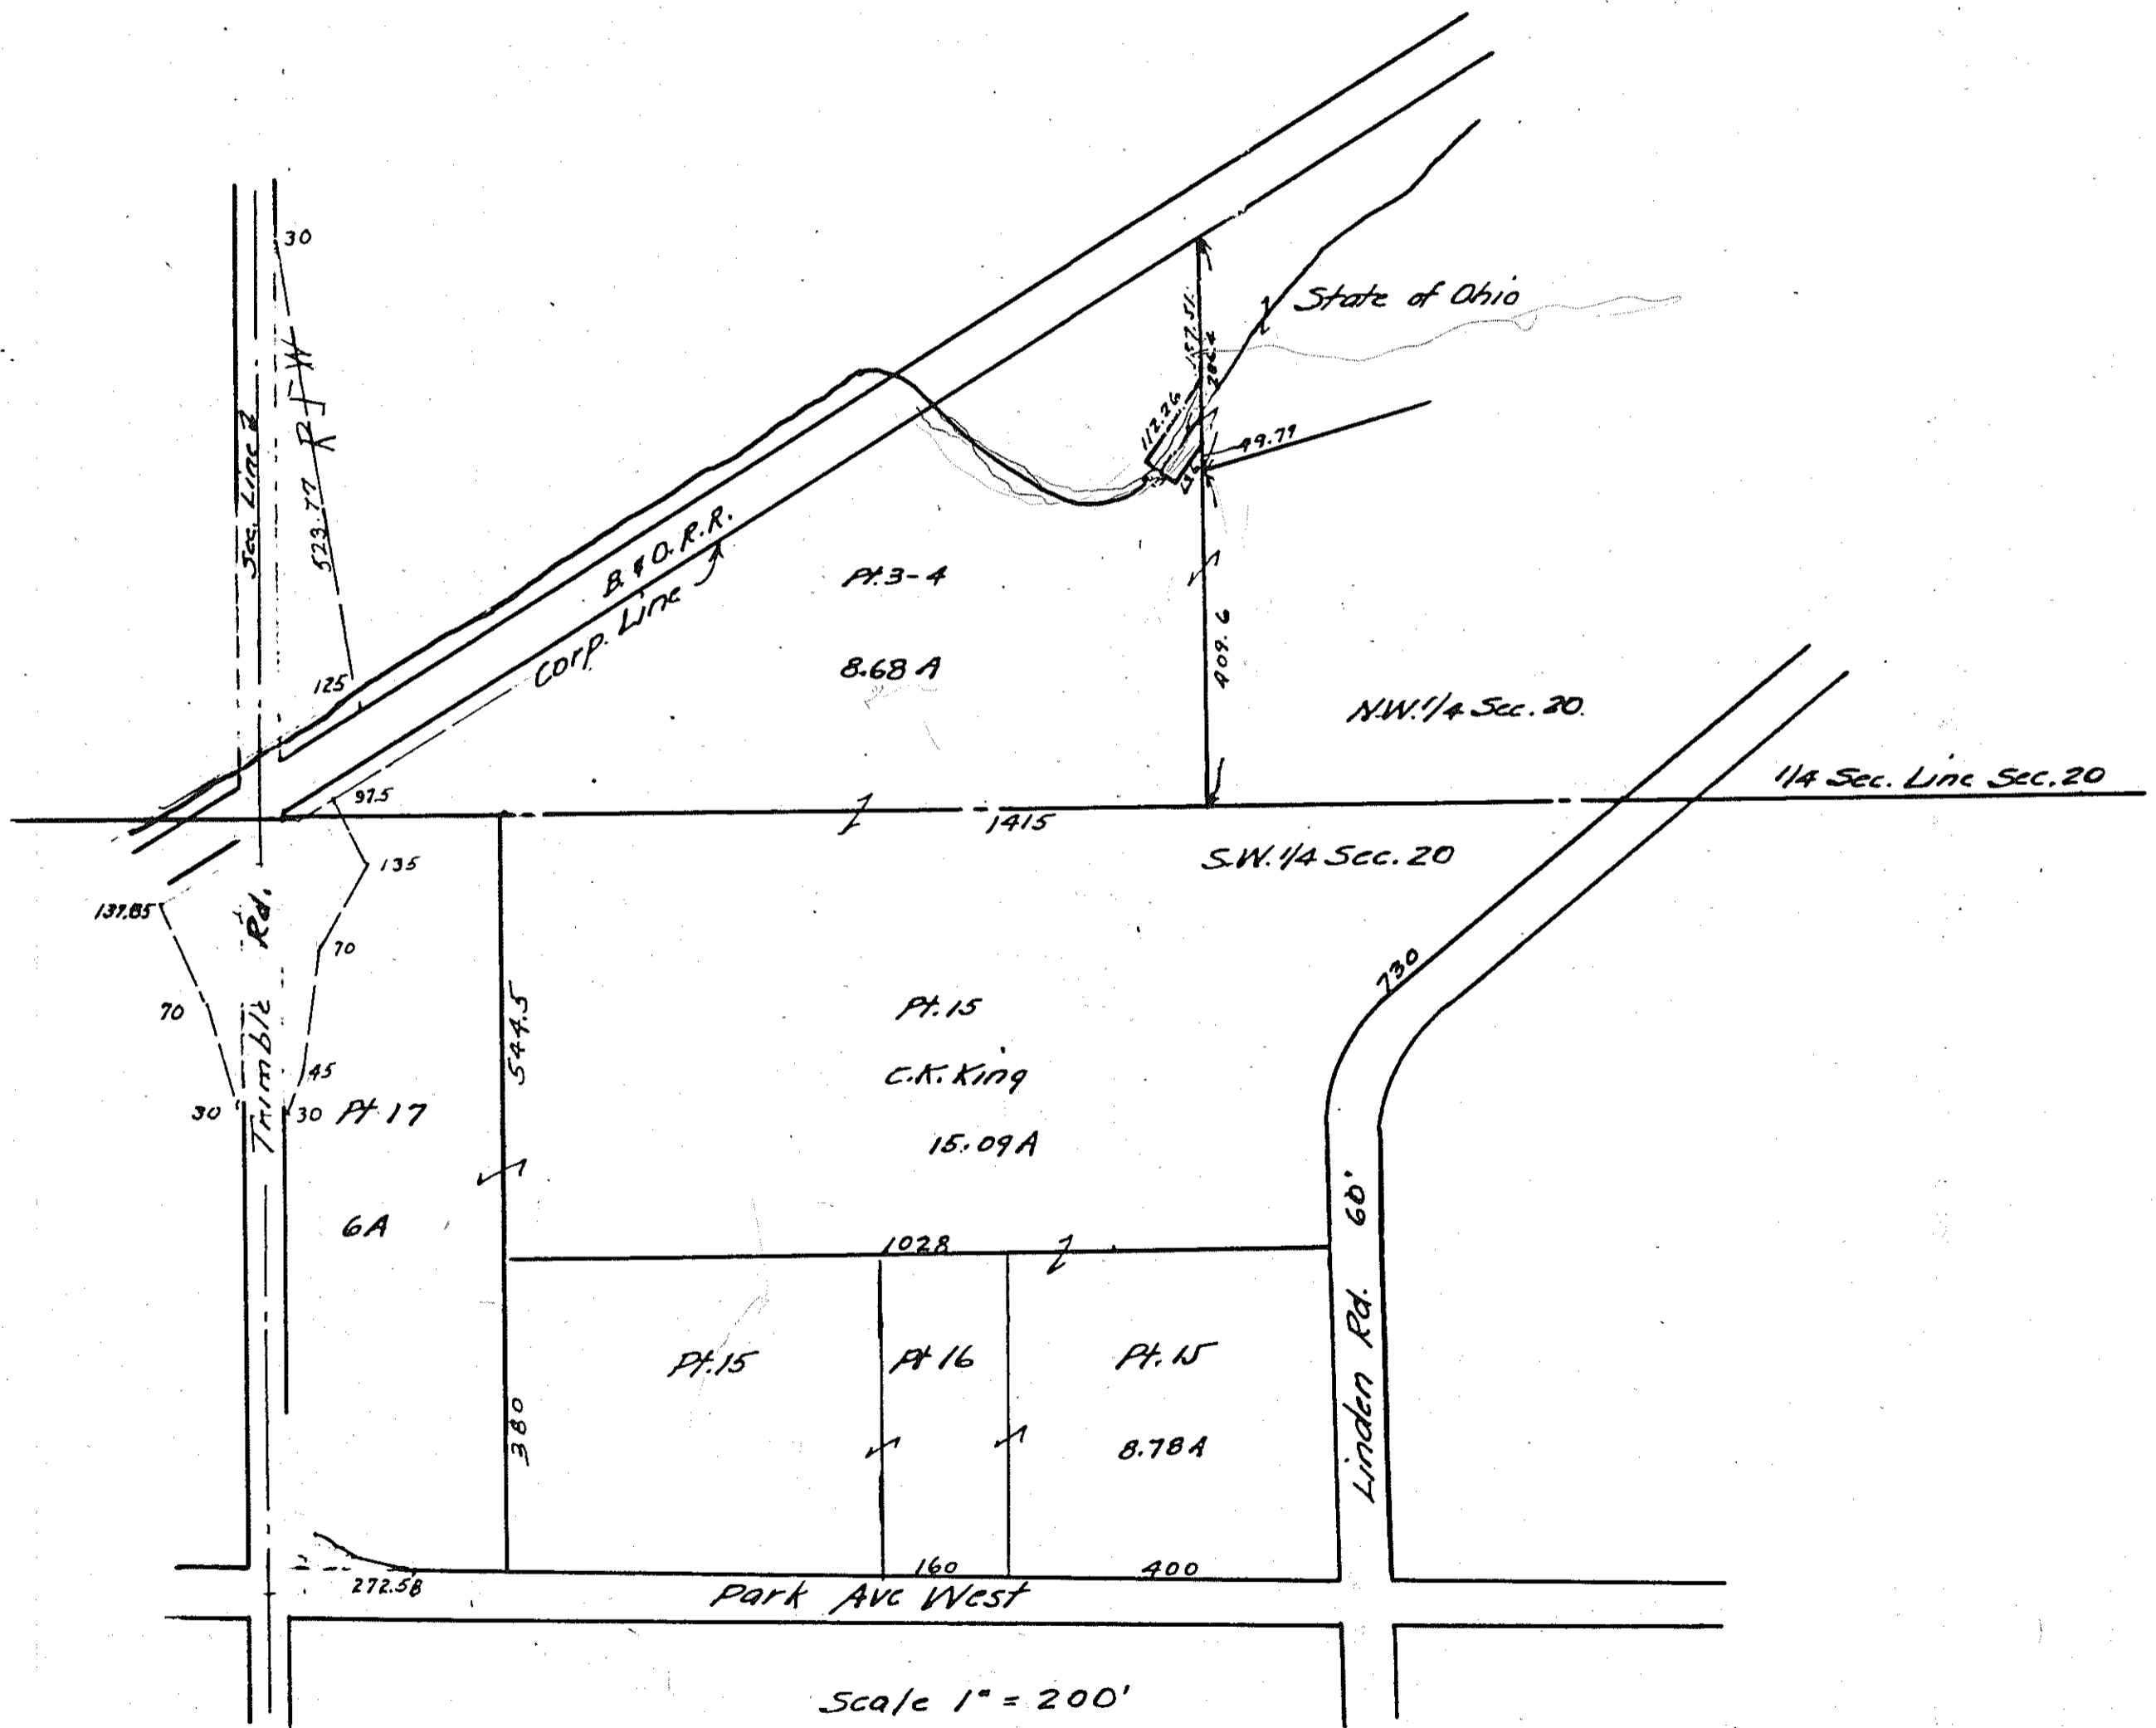 30
State of Ohio
157.51
R/W
Sec. Line
112.26
49.79
523.77
B. & O. R.R.
Pt. 3-4
Corp. Line
8.68 A
409.6
125
N.W. 1/4 Sec. 20.
1/4 Sec. Line Sec. 20
97.5
1415
S.W. 1/4 Sec. 20
135
137.85
70
230
70
Pt. 15
544.5
C.K. King
45
30
30
Pt 17
Trimble Rd.
15.09 A
6A
1028
Linden Rd. 60'
Pt. 15
Pt 16
Pt. 15
380
8.78 A
160
400
272.58
Park Ave West
Scale 1" = 200'